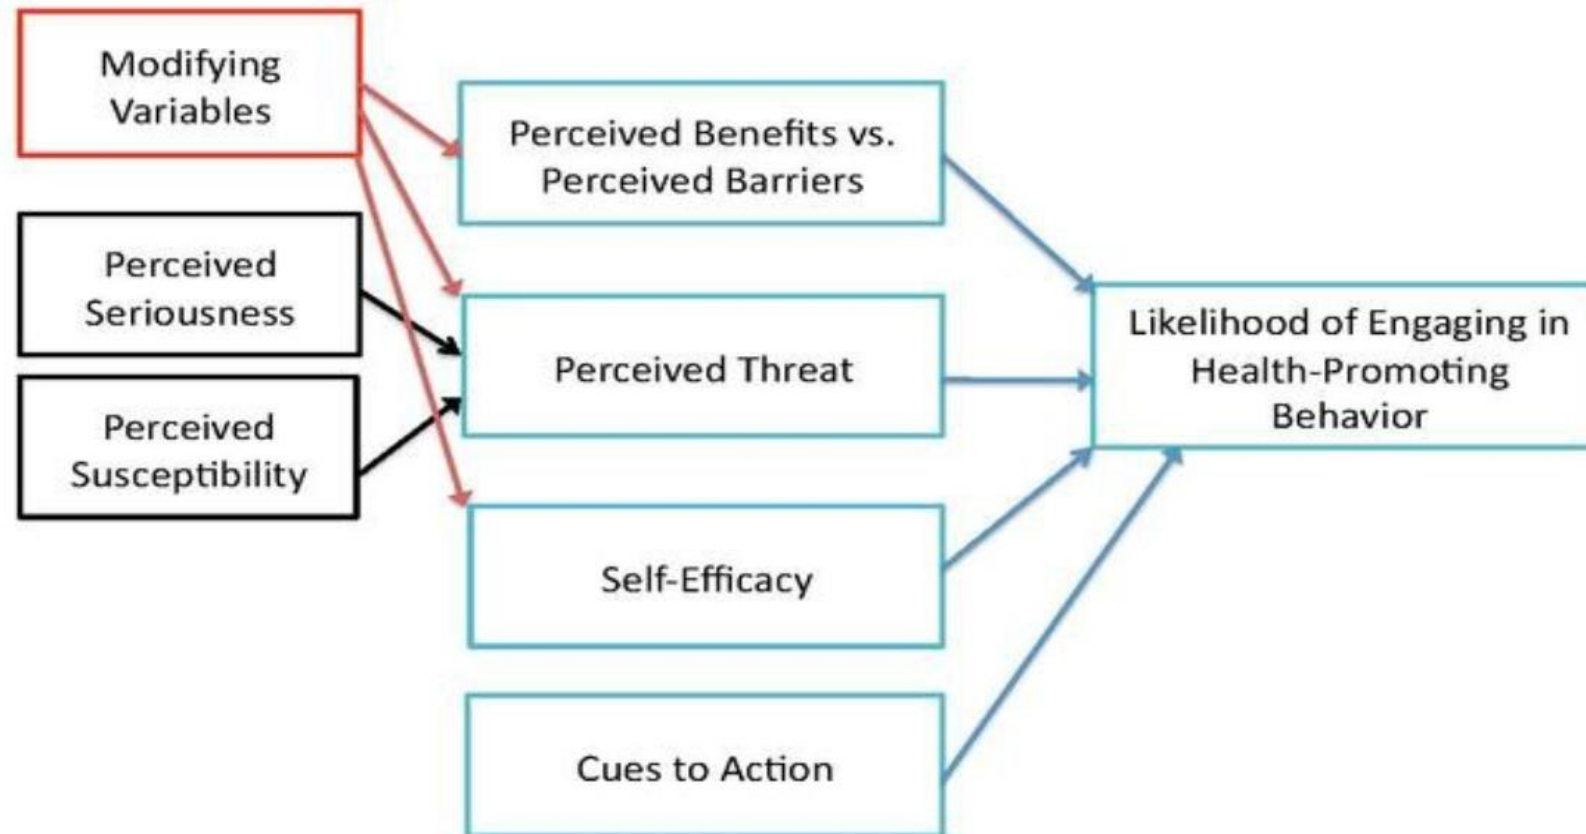 Modifying
Variables
Perceived Benefits vs.
Perceived Barriers
Perceived
Seriousness
Perceived Threat
Likelihood of Engaging in
Health-Promoting
Behavior
Perceived
Susceptibility
Self-Efficacy
Cues to Action